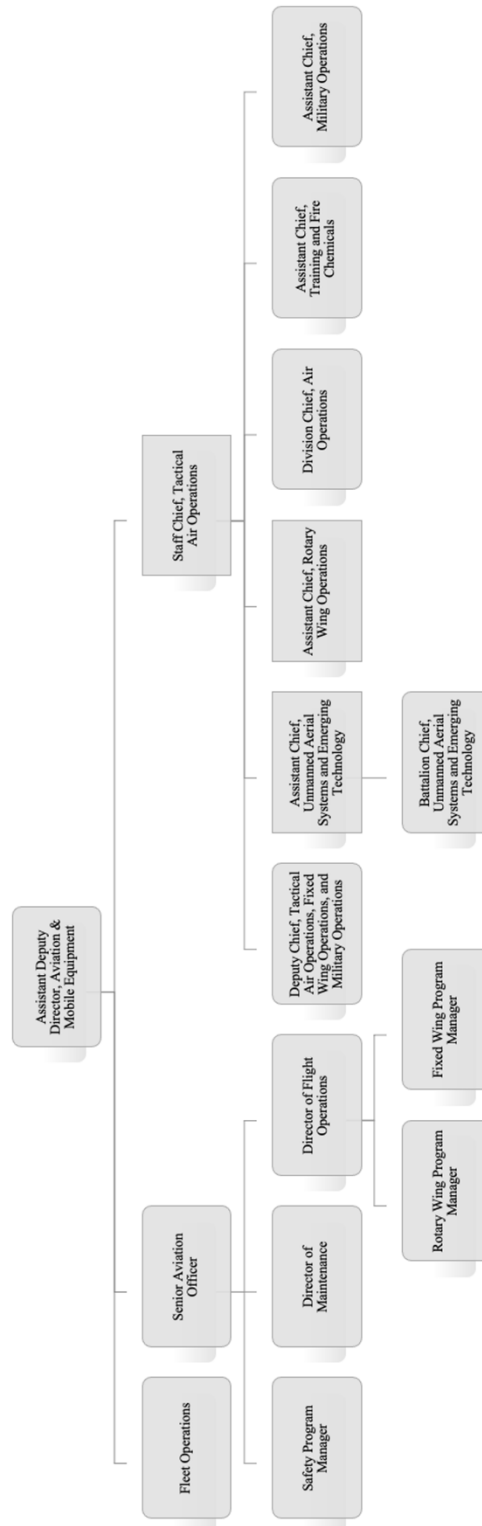 Assistant Deputy
Director, Aviation &
Mobile Equipment
Fleet Operations
Senior Aviation
Officer
Staff Chief, Tactical
Air Operations
Safety Program
Manager
Director of
Maintenance
Director of Flight
Operations
Deputy Chief, Tactical
Air Operations, Fixed
Wing Operations, and
Military Operations
Assistant Chief,
Unmanned Aerial
Systems and Emerging
Technology
Assistant Chief, Rotary
Wing Operations
Division Chief, Air
Operations
Assistant Chief,
Training and Fire
Chemicals
Assistant Chief,
Military Operations
Rotary Wing Program
Manager
Fixed Wing Program
Manager
Battalion Chief,
Unmanned Aerial
Systems and Emerging
Technology